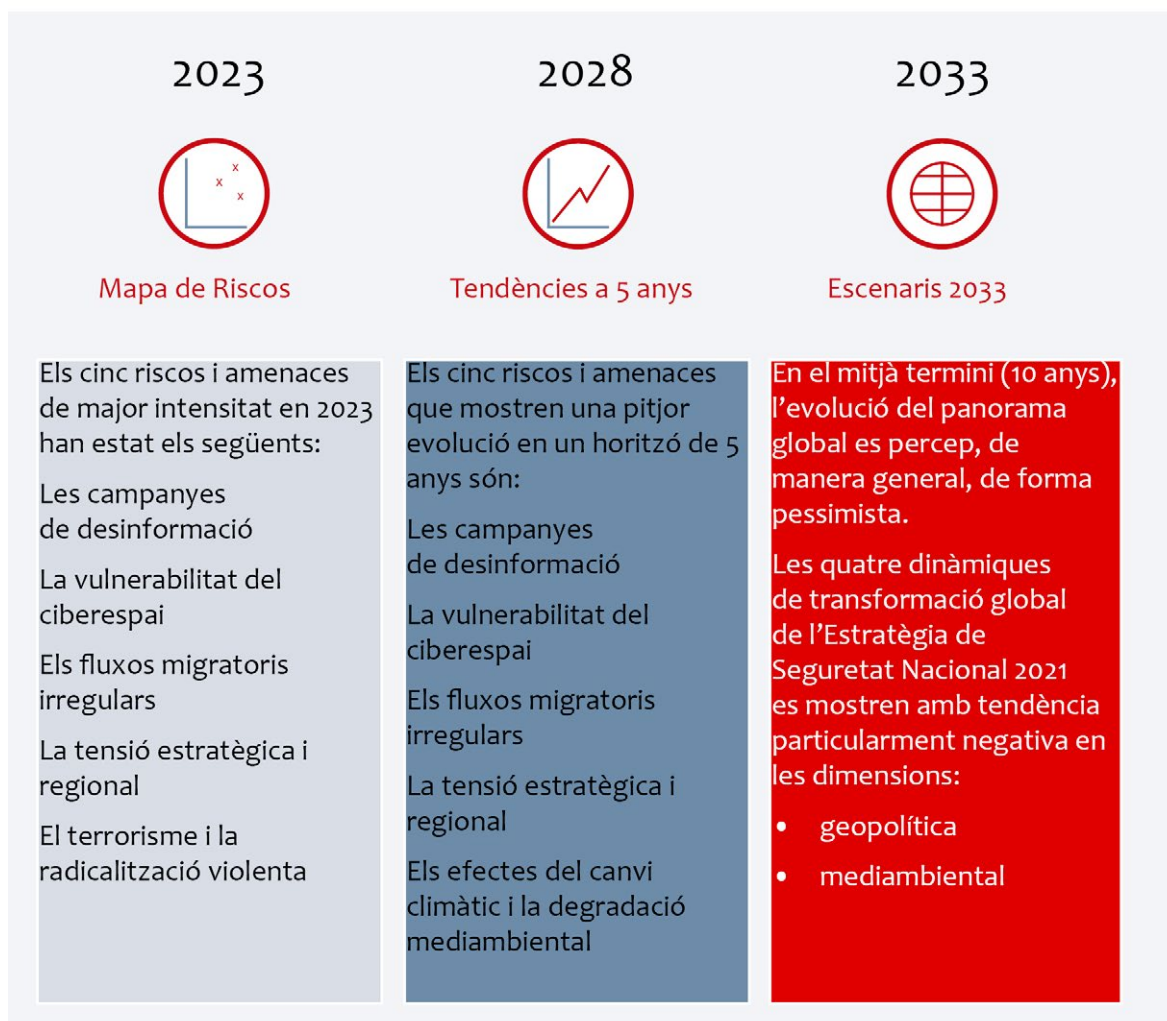 2023
Mapa de Riscos
Els cinc riscos i amenaces
de major intensitat en 2023
han estat els següents:
Les campanyes
de desinformació
La vulnerabilitat del
ciberespai
Els fluxos migratoris
irregulars
La tensió estratègica i
regional
El terrorisme i la
radicalització violenta
2028
Tendències a 5 anys
Els cinc riscos i amenaces
que mostren una pitjor
evolució en un horitzó de 5
anys són:
Les campanyes
de desinformació
La vulnerabilitat del
ciberespai
Els fluxos migratoris
irregulars
La tensió estratègica i
regional
Els efectes del canvi
climàtic i la degradació
mediambiental
2033
Escenaris 2033
En el mitjà termini (10 anys),
l'evolució del panorama
global es percep, de
manera general, de forma
pessimista.
Les quatre dinàmiques
de transformació global
de l'Estratègia de
Seguretat Nacional 2021
es mostren amb tendència
particularment negativa en
les dimensions:
• geopolítica
• mediambiental